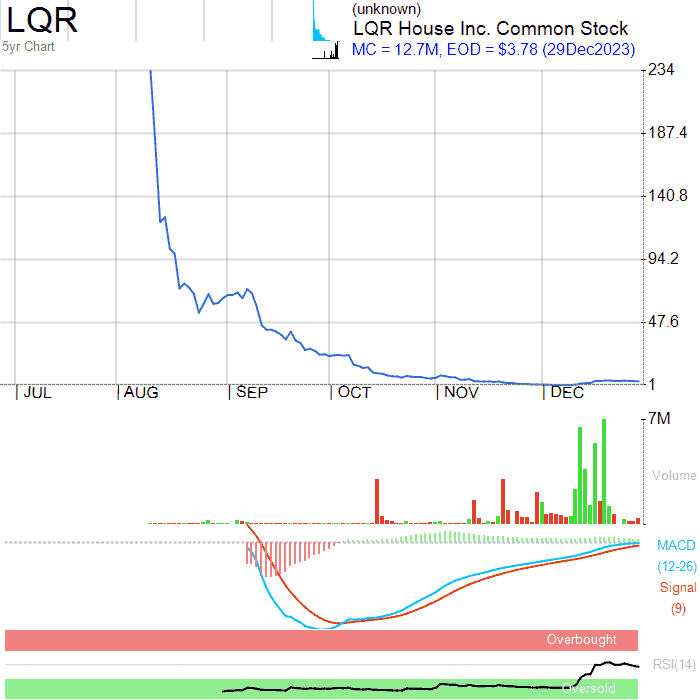 LQR
5yr Chart
(unknown)
LQR House Inc. Common Stock
MC = 12.7M, EOD = $3.78 (29Dec2023)
234
187.4
140.8
94.2
47.6
1
JUL
AUG
SEP
OCT
NOV
DEC
7M
Volume
MACD
(12-26)
Signal
(9)
Overbought
RSI(14)
Oversold